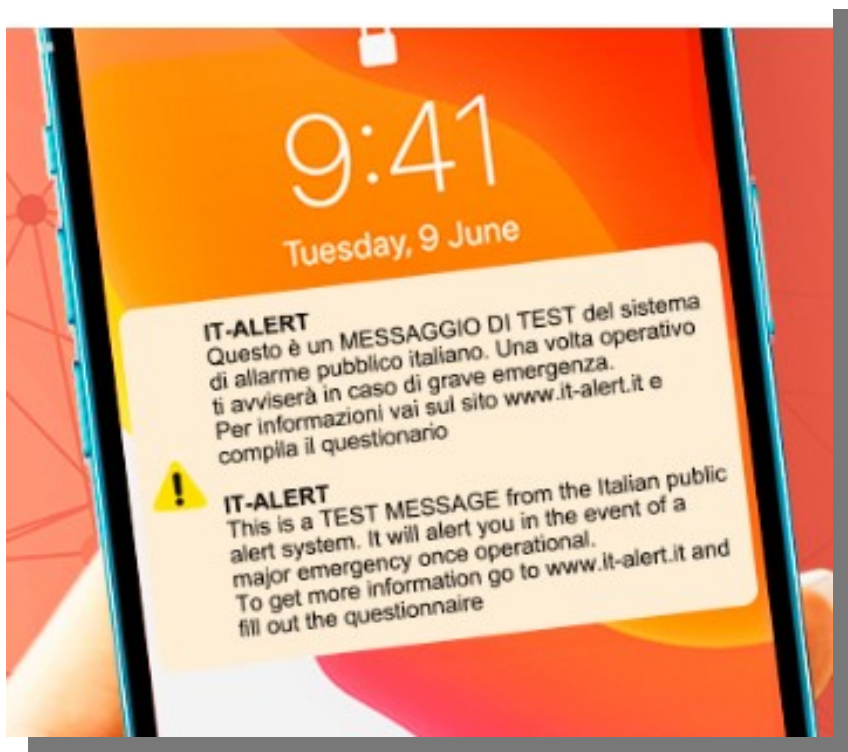 9:41
Tuesday, 9 June
IT-ALERT
Questo è un MESSAGGIO DI TEST del sistema
di allarme pubblico italiano. Una volta operativo
ti avviserà in caso di grave emergenza.
Per informazioni vai sul sito www.it-alert.it e
compila il questionario
IT-ALERT
This is a TEST MESSAGE from the Italian public
alert system. It will alert you in the event of a
major emergency once operational.
To get more information go to www.it-alert.it and
fill out the questionnaire